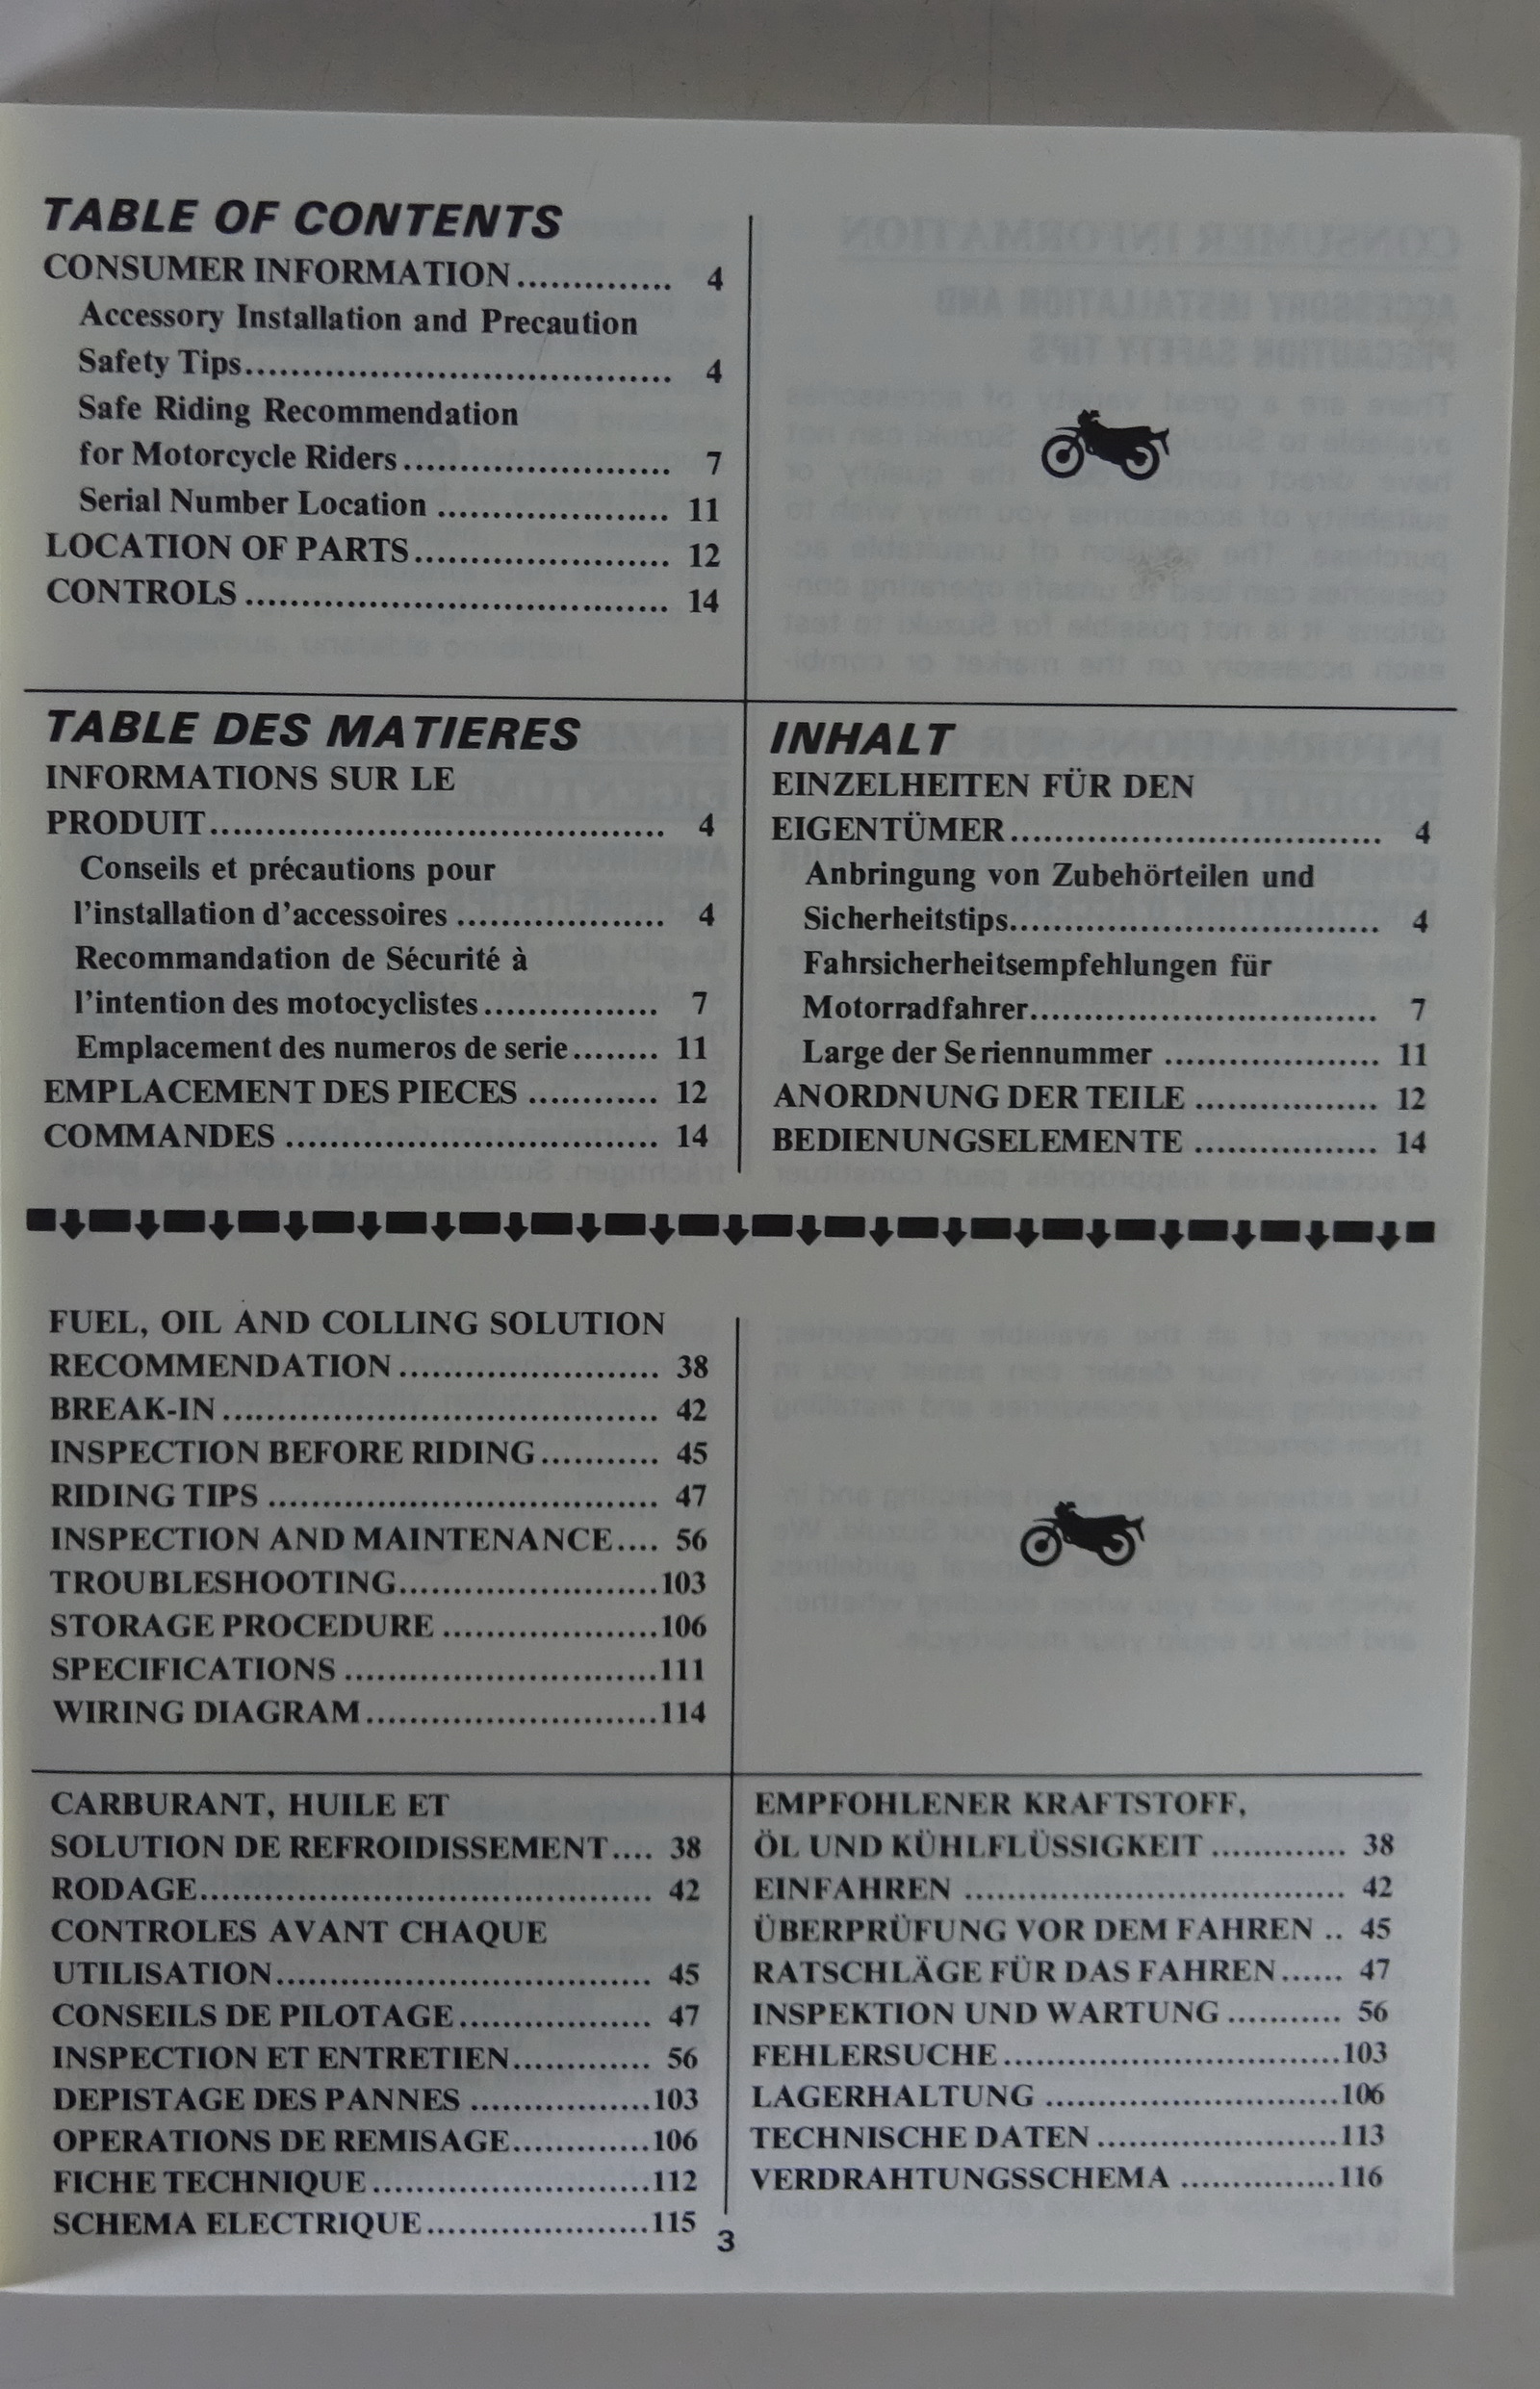 TABLE OF CONTENTS
CONSUMER INFORMATION.............. 4
Accessory Installation and Precaution
Safety Tips...................................... 4
Safe Riding Recommendation
for Motorcycle Riders........................ 7
Serial Number Location ..................... 11
LOCATION OF PARTS....................... 12
CONTROLS ...................................... 14
TABLE DES MATIERES
INFORMATIONS SUR LE
PRODUIT......................................... 4
Conseils et précautions pour
l'installation d'accessoires ................... 4
Recommandation de Sécurité à
l'intention des motocyclistes................ 7
Emplacement des numeros de serie........ 11
EMPLACEMENT DES PIECES ............ 12
COMMANDES .................................. 14
INHALT
EINZELHEITEN FÜR DEN
EIGENTÜMER.................................. 4
Anbringung von Zubehörteilen und
Sicherheitstips.................................. 4
Fahrsicherheitsempfehlungen für
Motorradfahrer................................ 7
Large der Seriennummer .................... 11
ANORDNUNG DER TEILE ................. 12
BEDIENUNGSELEMENTE ................. 14
FUEL, OIL AND COLLING SOLUTION
RECOMMENDATION ........................ 38
BREAK-IN ........................................ 42
INSPECTION BEFORE RIDING........... 45
RIDING TIPS .................................... 47
INSPECTION AND MAINTENANCE.... 56
TROUBLESHOOTING........................103
STORAGE PROCEDURE ....................106
SPECIFICATIONS .............................111
WIRING DIAGRAM...........................114
CARBURANT, HUILE ET
SOLUTION DE REFROIDISSEMENT.... 38
RODAGE.......................................... 42
CONTROLES AVANT CHAQUE
UTILISATION................................... 45
CONSEILS DE PILOTAGE.................. 47
INSPECTION ET ENTRETIEN............. 56
DEPISTAGE DES PANNES .................103
OPERATIONS DE REMISAGE.............106
FICHE TECHNIQUE..........................112
SCHEMA ELECTRIQUE.....................115
EMPFOHLENER KRAFTSTOFF,
ÖL UND KÜHLFLÜSSIGKEIT ............. 38
EINFAHREN .................................... 42
ÜBERPRÜFUNG VOR DEM FAHREN .. 45
RATSCHLÄGE FÜR DAS FAHREN...... 47
INSPEKTION UND WARTUNG ........... 56
FEHLERSUCHE................................103
LAGERHALTUNG ............................106
TECHNISCHE DATEN .......................113
VERDRAHTUNGSSCHEMA ...............116
3